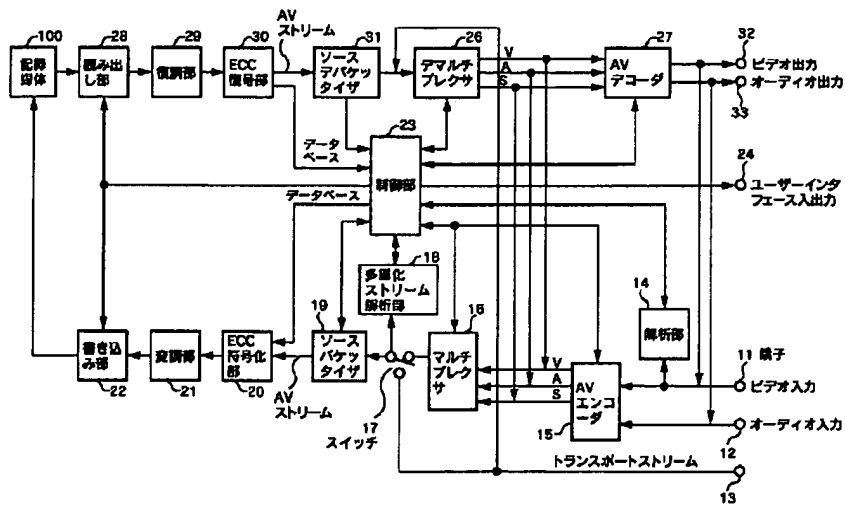 100
記録
媒体
28
読み出
し部
29
復調部
30
ECC
復号部
AV
ストリーム
31
ソース
デパケッ
タイザ
26
デマルチ
プレクサ
V
A
S
27
AV
デコーダ
32
ビデオ出力
オーディオ出力
33
データ
ベース
23
制御部
24
ユーザーインタ
フェース入出力
データベース
18
多重化
ストリーム
解析部
14
解析部
19
ソース
パケッ
タイザ
16
マルチ
プレク
サ
書き込
み部
22
変調部
21
ECC
符号化
部
20
AV
ストリーム
17
スイッチ
V
A
S
AV
エンコ
ーダ
15
11 端子
ビデオ入力
オーディオ入力
12
トランスポートストリーム
13